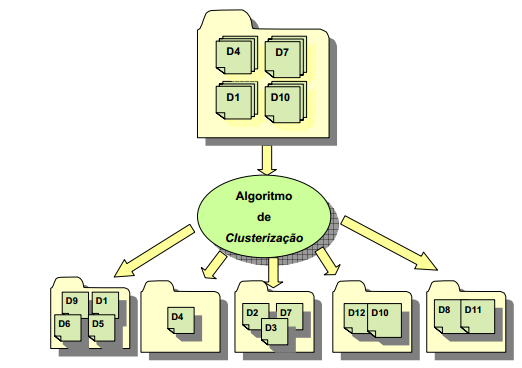 D4 D7
D1 D10
Algoritmo
de
Clusterização
D9 D1
D6 D5
D4
D2 D7
D3
D12 D10
D8 D11